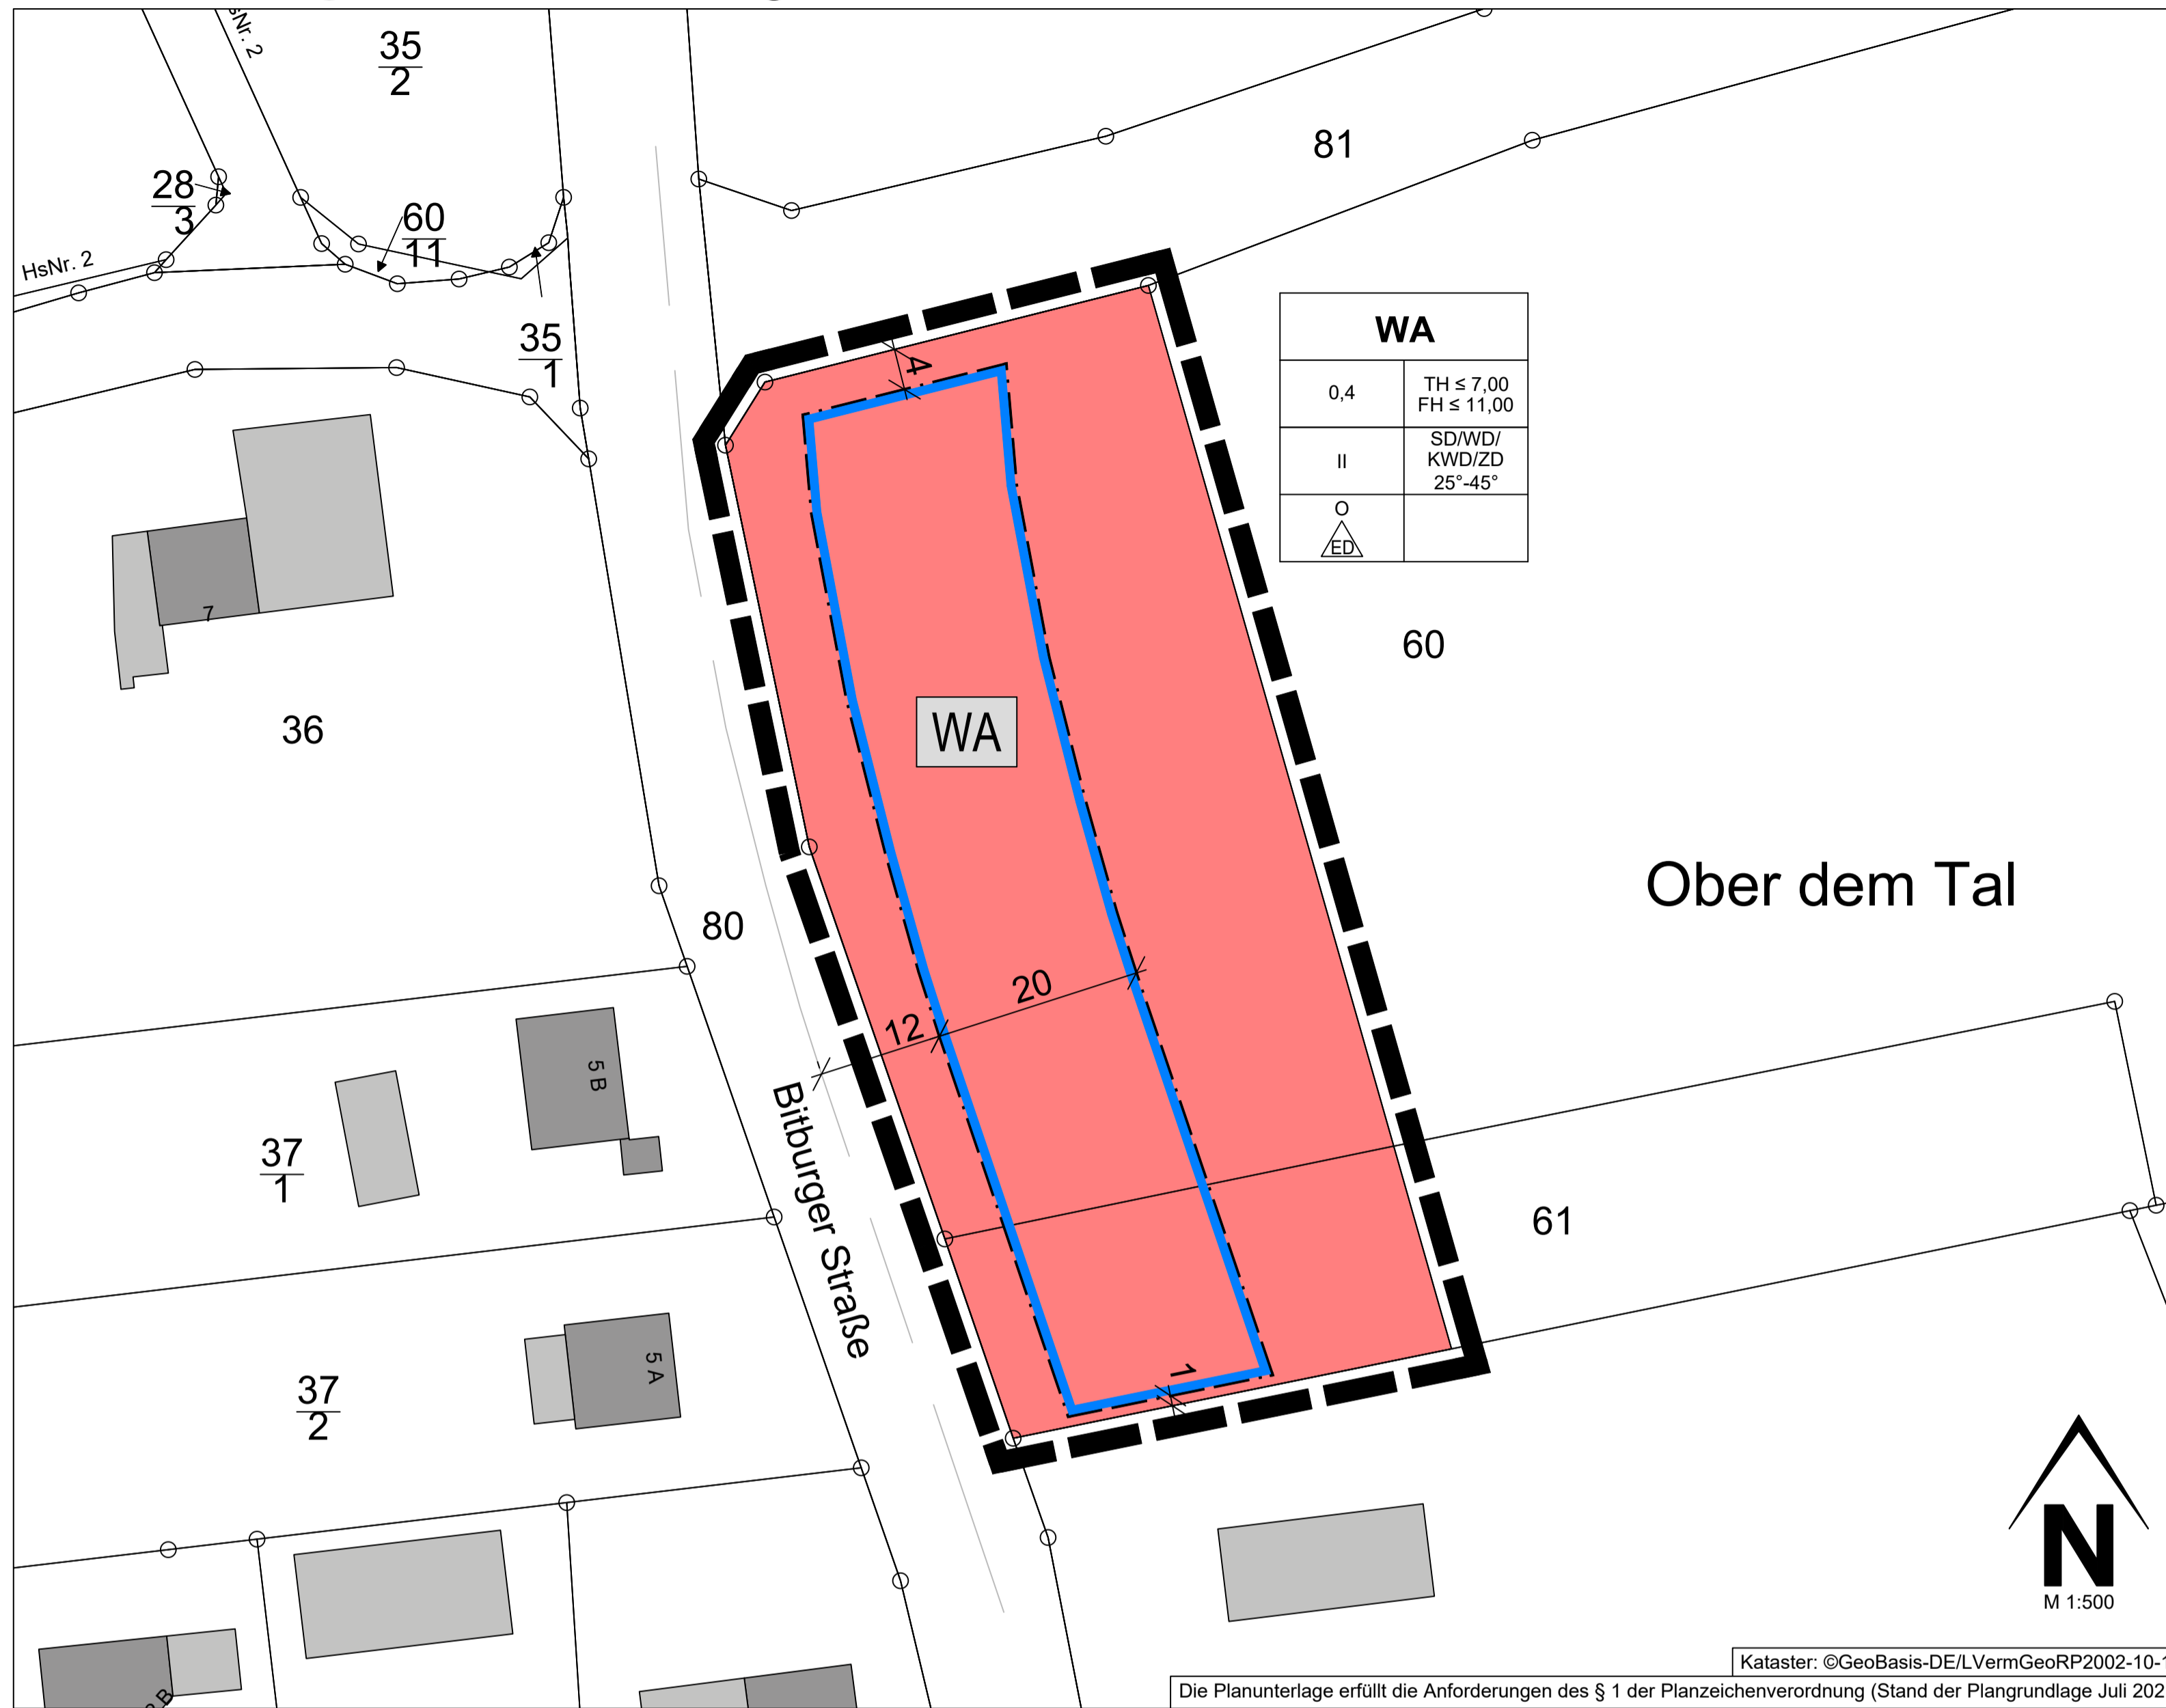 sNr. 2
35
2
81
28
3
60
11
HsNr. 2
35
1
4
WA
0,4
TH ≤ 7,00
FH ≤ 11,00
II
SD/WD/
KWD/ZD
25°-45°
O
ED
7
60
36
WA
Ober dem Tal
80
20
12
5 B
Bitburger Straße
37
1
61
5 A
1
37
2
N
M 1:500
Kataster: ©GeoBasis-DE/LVermGeoRP2002-10-1
Die Planunterlage erfüllt die Anforderungen des § 1 der Planzeichenverordnung (Stand der Plangrundlage Juli 202
B